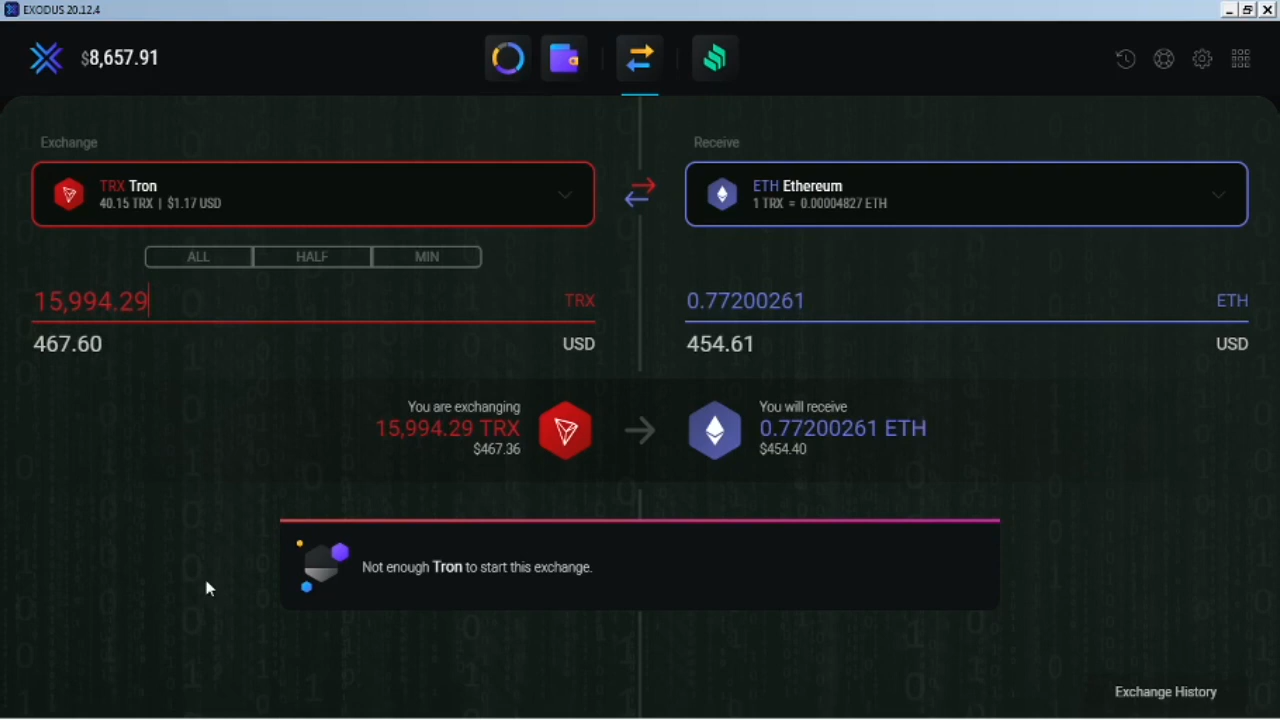 EXODUS 20.12.4
$8,657.91
Exchange
TRX Tron
40.15 TRX | $1.17 USD
ALL
HALF
MIN
15,994.29 TRX
467.60 USD
Receive
ETH Ethereum
1 TRX = 0.00004827 ETH
0.77200261 ETH
454.61 USD
You are exchanging
15,994.29 TRX
$467.36
You will receive
0.77200261 ETH
$454.40
Not enough Tron to start this exchange.
Exchange History